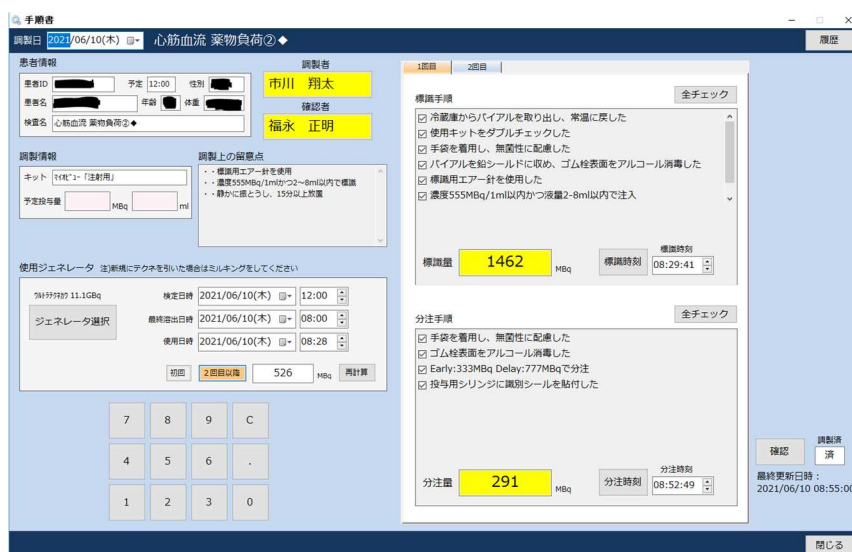 手順書
調製日 2021/06/10(木) 心筋血流 薬物負荷②◆ 履歴
患者情報
患者ID 予定 12:00 性別
患者名 年齢 体重
検査名 心筋血流 薬物負荷②◆
調製者
市川 翔太
確認者
福永 正明
調製情報
キット ﾏｲｵﾋﾞｭｰ「注射用」
予定投与量 MBq ml
調製上の留意点
・・標識用エアー針を使用
・・濃度555MBq/1mlかつ2~8ml以内で標識
・・静かに振とうし、15分以上放置
使用ジェネレータ 注)新規にテクネを引いた場合はミルキングをしてください
ｳﾙﾄﾗﾃｸﾈｶｳ 11.1GBq
ジェネレータ選択
検定日時 2021/06/10(木) 12:00
最終溶出日時 2021/06/10(木) 08:00
使用日時 2021/06/10(木) 08:28
初回 2回目以降 526 MBq 再計算
7 8 9 C
4 5 6 .
1 2 3 0
1回目 2回目
標識手順 全チェック
冷蔵庫からバイアルを取り出し、常温に戻した
使用キットをダブルチェックした
手袋を着用し、無菌性に配慮した
バイアルを鉛シールドに収め、ゴム栓表面をアルコール消毒した
標識用エアー針を使用した
濃度555MBq/1ml以内かつ液量2-8ml以内で注入
標識量 1462 MBq 標識時刻 標識時刻 08:29:41
分注手順 全チェック
手袋を着用し、無菌性に配慮した
ゴム栓表面をアルコール消毒した
Early:333MBq Delay:777MBqで分注
投与用シリンジに識別シールを貼付した
分注量 291 MBq 分注時刻 分注時刻 08:52:49
確認 調製済 済
最終更新日時：
2021/06/10 08:55:00
閉じる